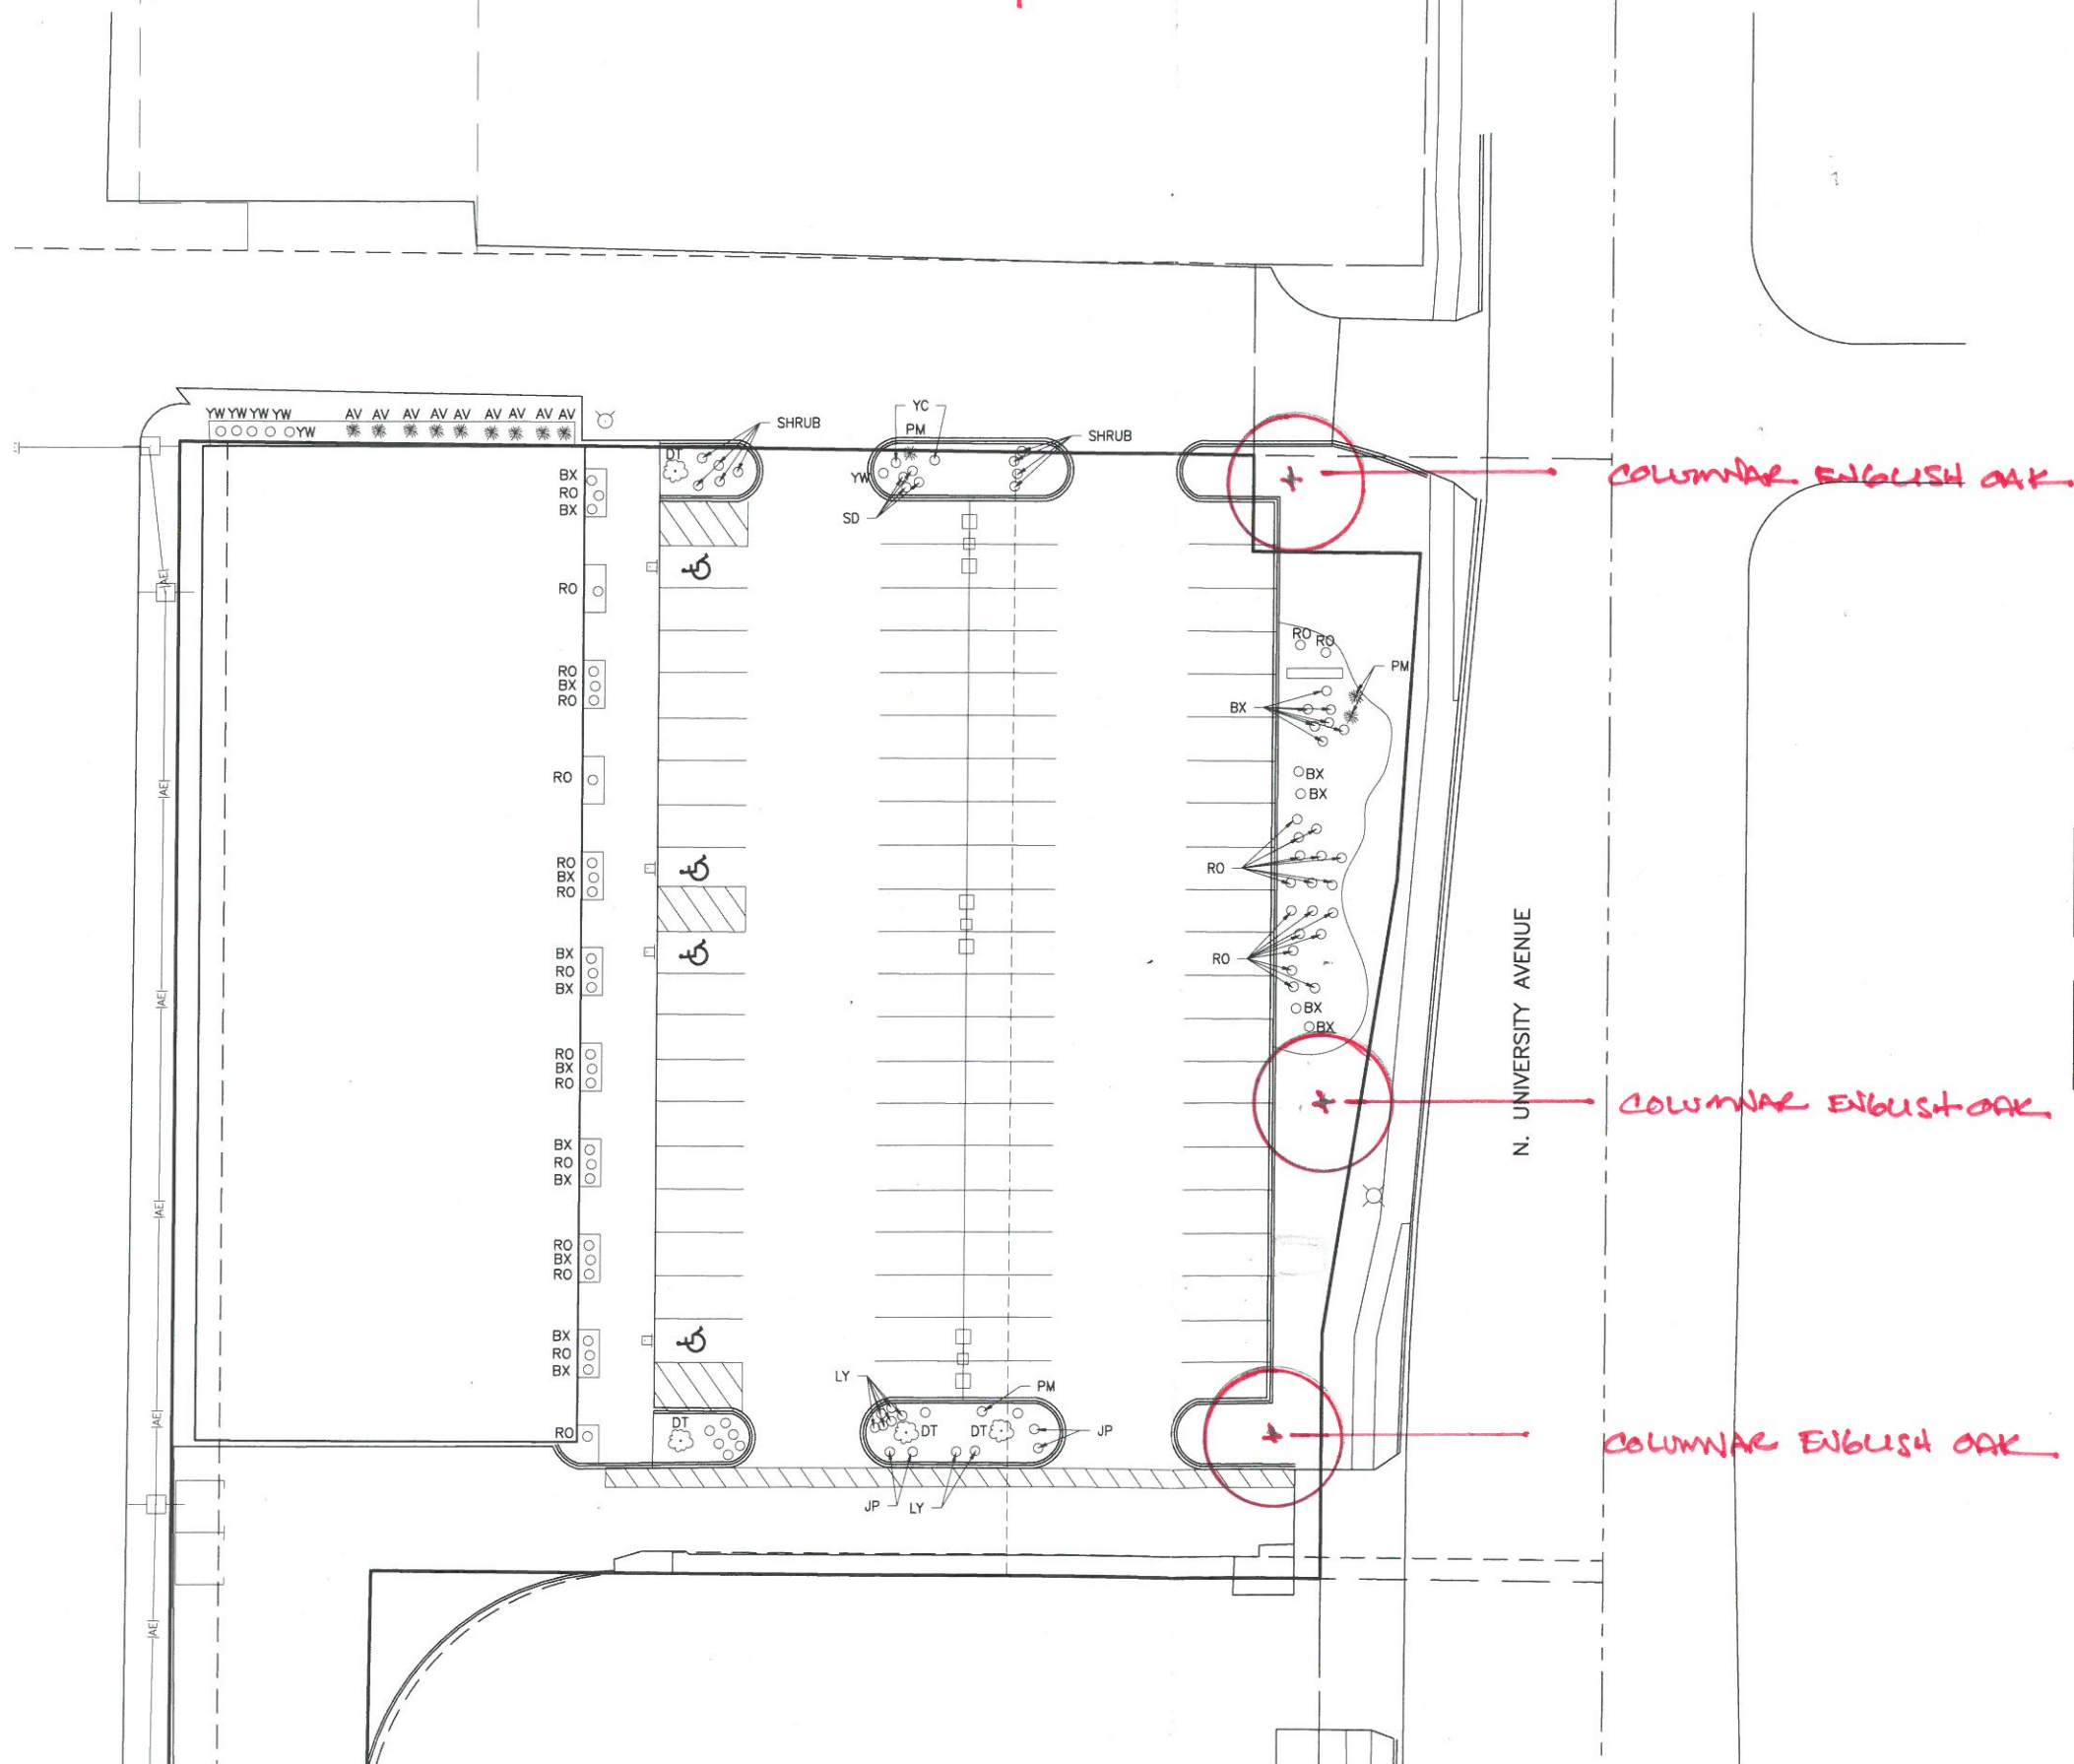 YW YW YW YW AV AV AV AV AV AV AV AV AV
YW
YC
PM
SHRUB
SHRUB
DT
YW
SD
COLUMNAR ENGLISH OAK
BX
RO
BX
|AE|
RO
RO RO
PM
RO
BX
RO
BX
RO
|AE|
BX
BX
RO
BX
RO
RO
N. UNIVERSITY AVENUE
BX
RO
BX
RO
|AE|
BX
BX
RO
BX
RO
COLUMNAR ENGLISH OAK
BX
RO
BX
|AE|
RO
BX
RO
BX
RO
BX
LY
PM
|AE|
RO
DT
DT
DT
JP
COLUMNAR ENGLISH OAK
JP
LY
|AE|